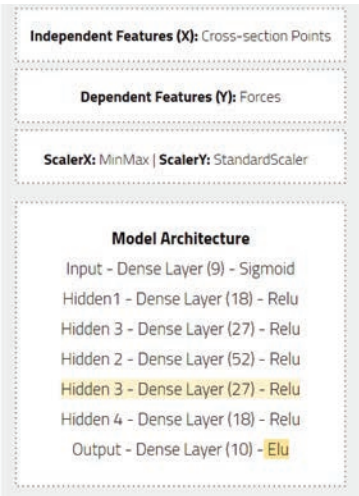 Independent Features (X): Cross-section Points
Dependent Features (Y): Forces
ScalerX: MinMax | ScalerY: StandardScaler
Model Architecture
Input - Dense Layer (9) - Sigmoid
Hidden1 - Dense Layer (18) - Relu
Hidden 3 - Dense Layer (27) - Relu
Hidden 2 - Dense Layer (52) - Relu
Hidden 3 - Dense Layer (27) - Relu
Hidden 4 - Dense Layer (18) - Relu
Output - Dense Layer (10) - Elu